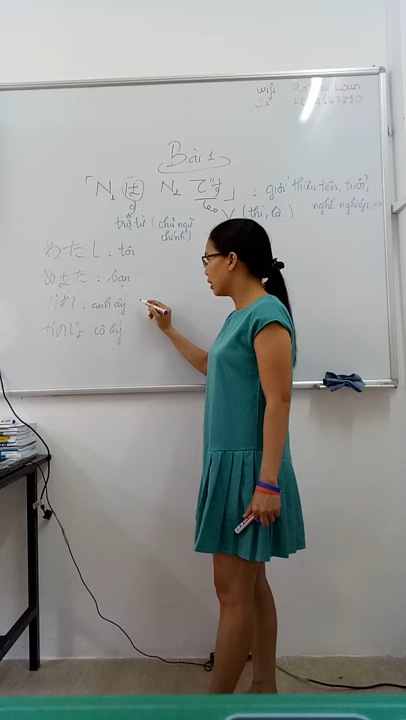 wifi
Bài 1
「N₁ は N₂ です」 : giới thiệu tên, tuổi,
nghề nghiệp...
trợ từ (chủ ngữ V (thì, là..)
chính)
わたし : tôi
あなた : bạn
かれ : anh ấy
かのじょ : cô ấy